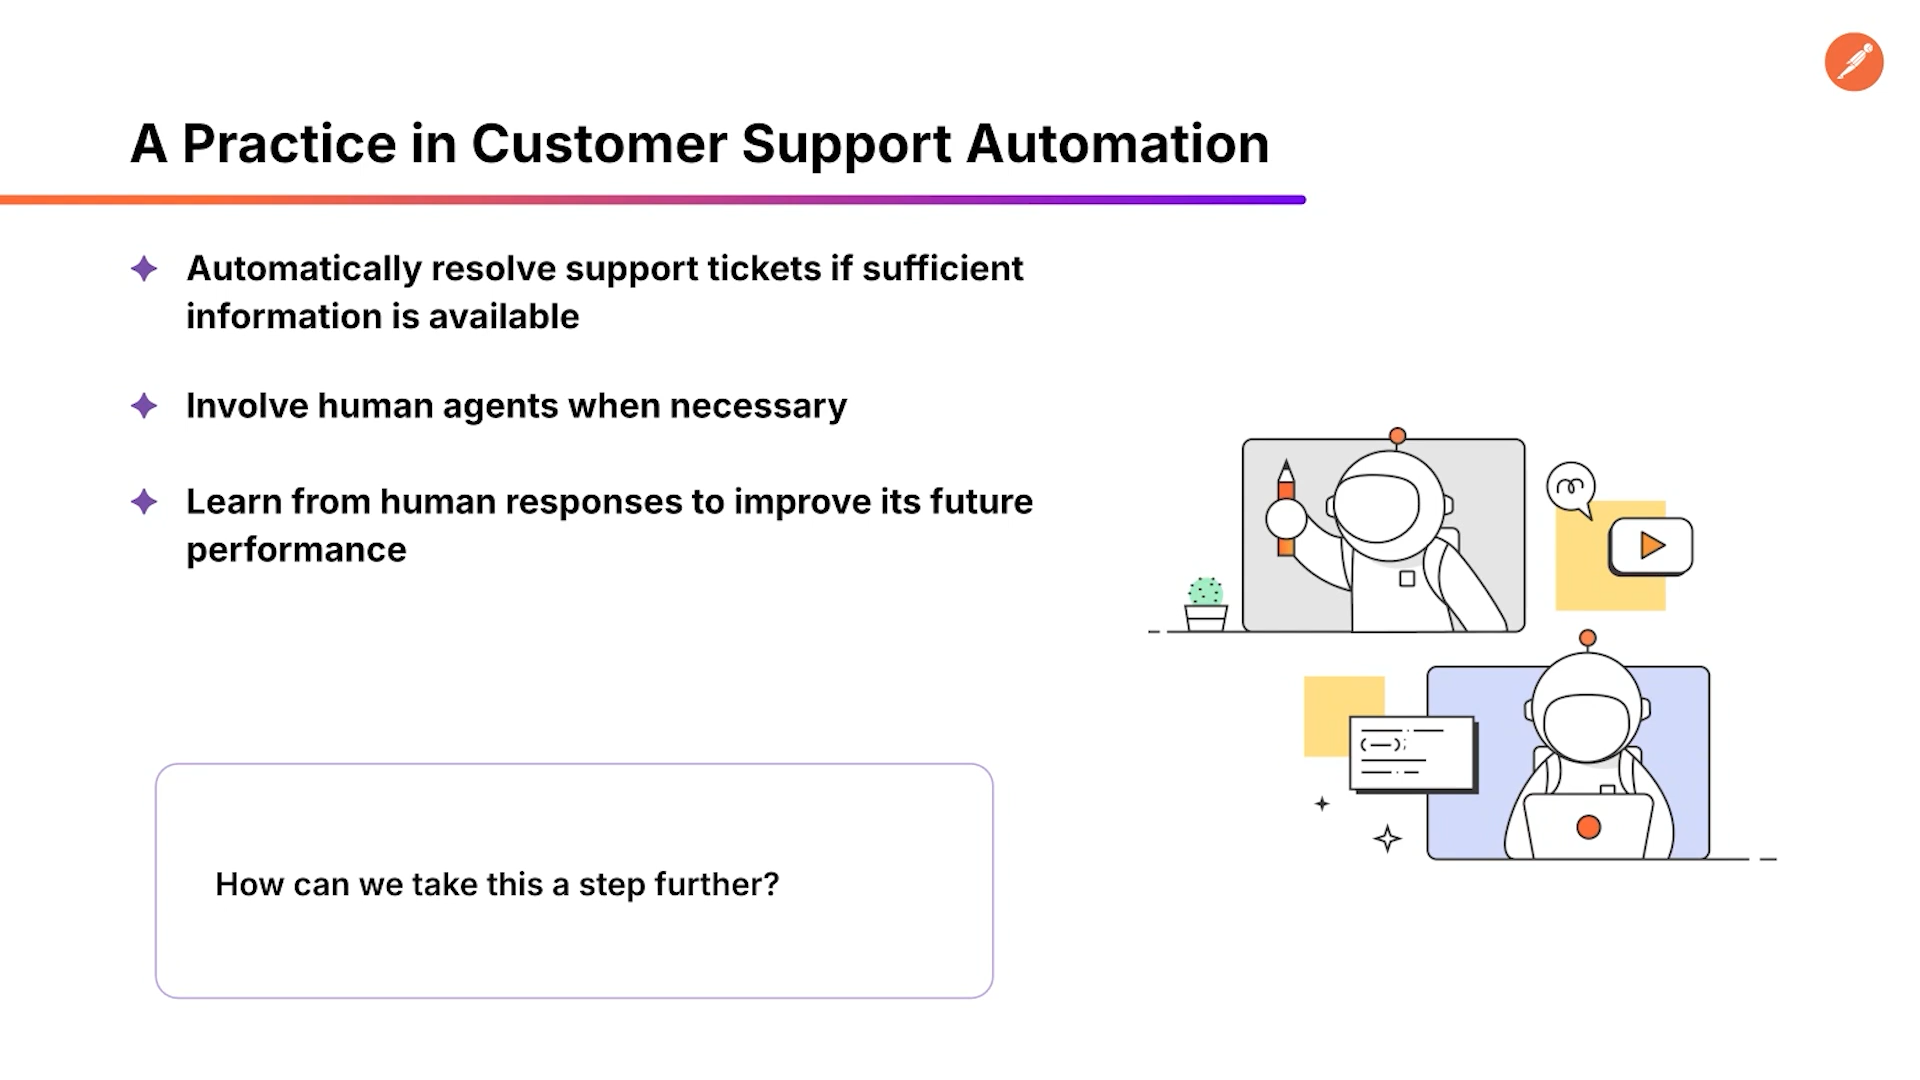 A Practice in Customer Support Automation
Automatically resolve support tickets if sufficient
information is available
Involve human agents when necessary
Learn from human responses to improve its future
performance
How can we take this a step further?